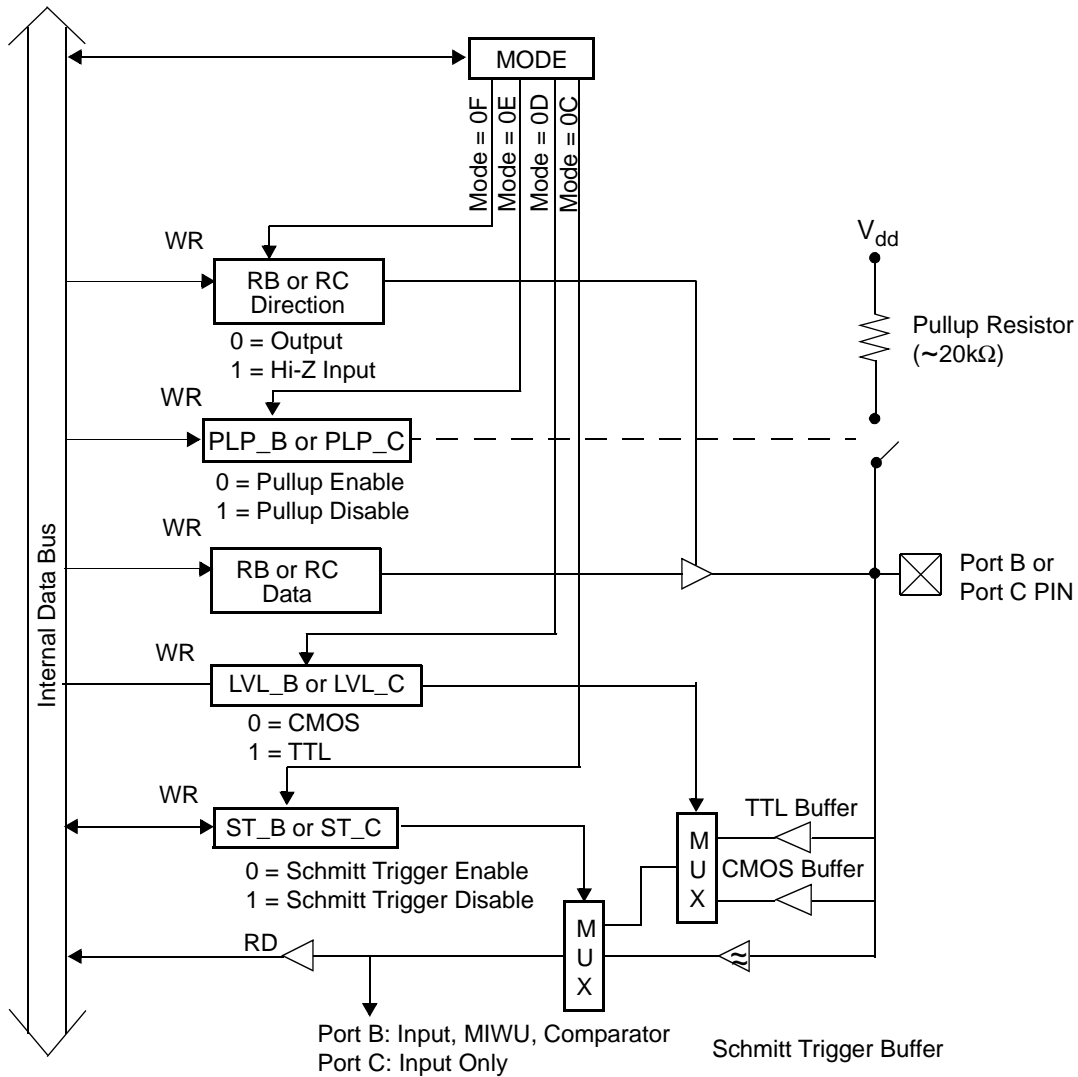 MODE
Mode = 0F
Mode = 0E
Mode = 0D
Mode = 0C
WR
RB or RC
Direction
0 = Output
1 = Hi-Z Input
V_dd
Pullup Resistor
(~20kΩ)
WR
PLP_B or PLP_C
0 = Pullup Enable
1 = Pullup Disable
WR
RB or RC
Data
Port B or
Port C PIN
Internal Data Bus
WR
LVL_B or LVL_C
0 = CMOS
1 = TTL
WR
ST_B or ST_C
0 = Schmitt Trigger Enable
1 = Schmitt Trigger Disable
TTL Buffer
CMOS Buffer
M
U
X
M
U
X
RD
≈
Port B: Input, MIWU, Comparator
Port C: Input Only
Schmitt Trigger Buffer